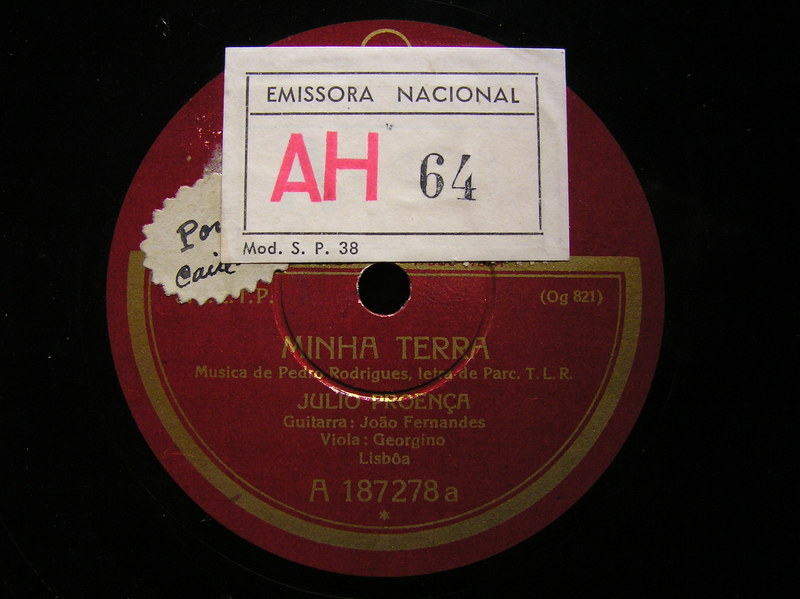 EMISSORA NACIONAL
AH 64
Mod. S. P. 38
(Og 821)
MINHA TERRA
Musica de Pedro Rodrigues, letra de Parc. T. L. R.
JULIO PROENÇA
Guitarra: João Fernandes
Viola: Georgino
Lisbôa
A 187278a